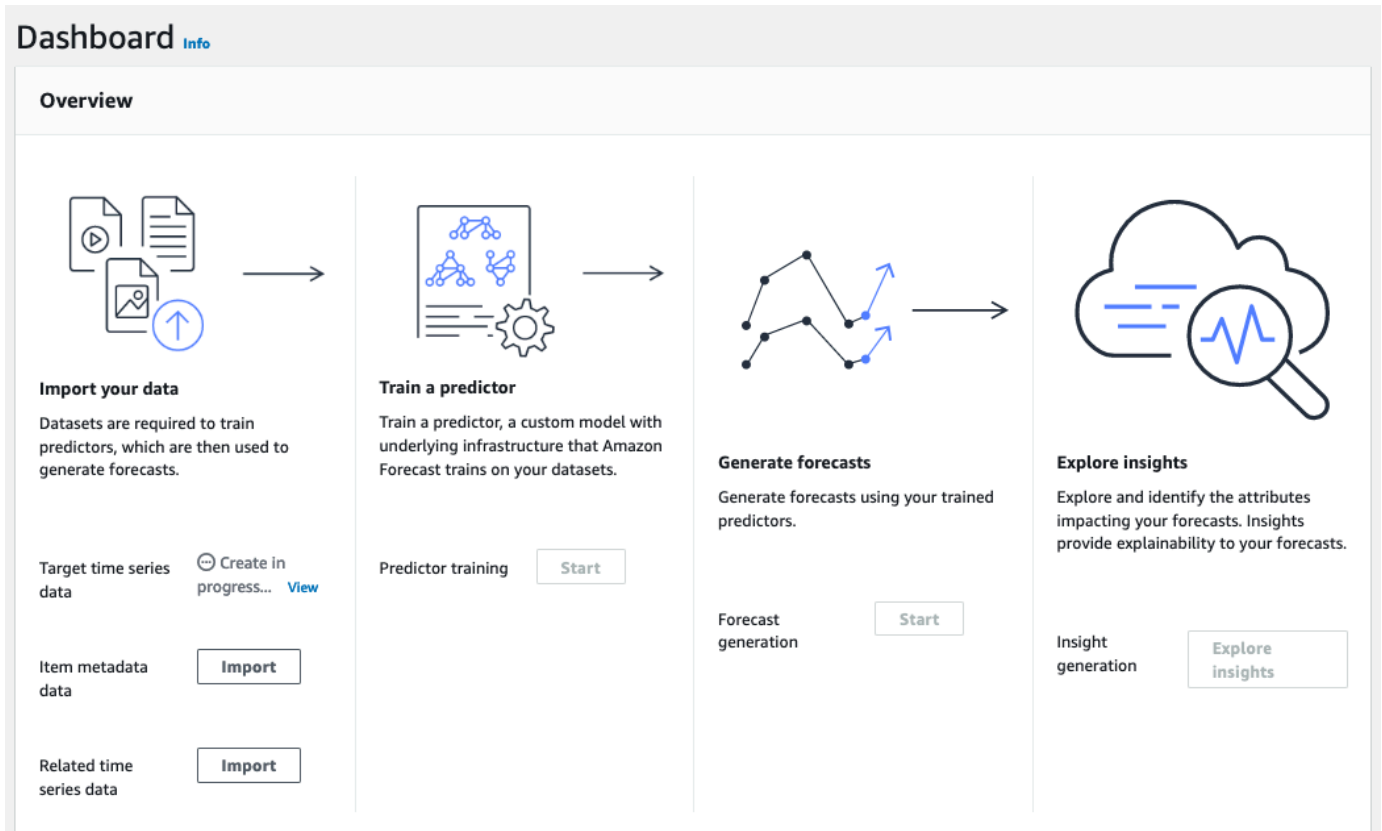 Dashboard Info
Overview
Import your data
Datasets are required to train
predictors, which are then used to
generate forecasts.
Target time series
data
Create in
progress... View
Item metadata
data
Import
Related time
series data
Import
Train a predictor
Train a predictor, a custom model with
underlying infrastructure that Amazon
Forecast trains on your datasets.
Predictor training
Start
Generate forecasts
Generate forecasts using your trained
predictors.
Forecast
generation
Start
Explore insights
Explore and identify the attributes
impacting your forecasts. Insights
provide explainability to your forecasts.
Insight
generation
Explore
insights